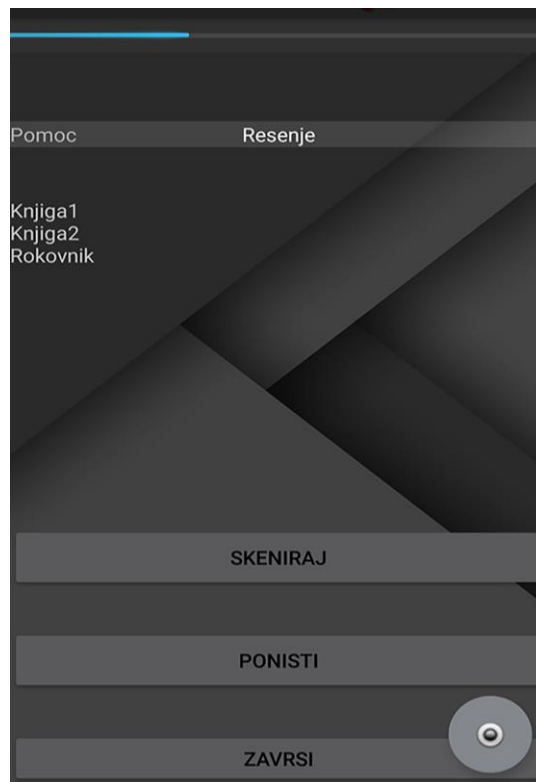 Pomoc Resenje
Knjiga1
Knjiga2
Rokovnik
SKENIRAJ
PONISTI
ZAVRSI